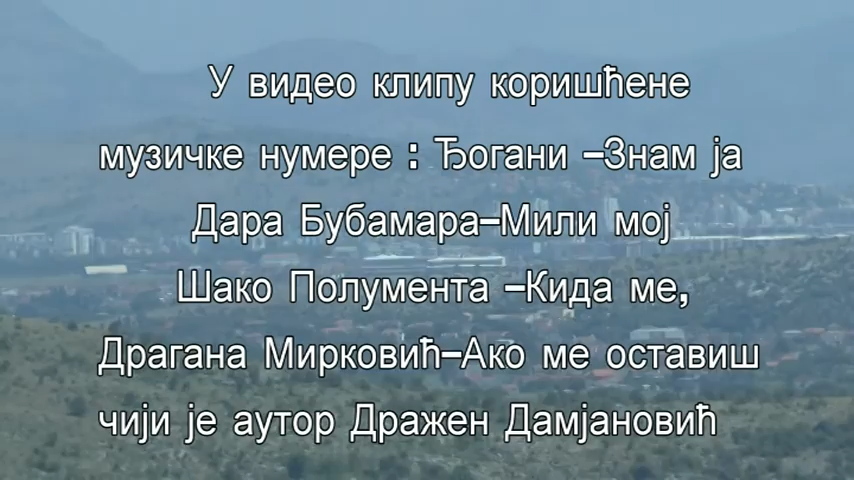 У видео клипу коришћене
музичке нумере : Ђогани –Знам ја
Дара Бубамара–Мили мој
Шако Полумента –Кида ме,
Драгана Мирковић–Ако ме оставиш
чији је аутор Дражен Дамјановић